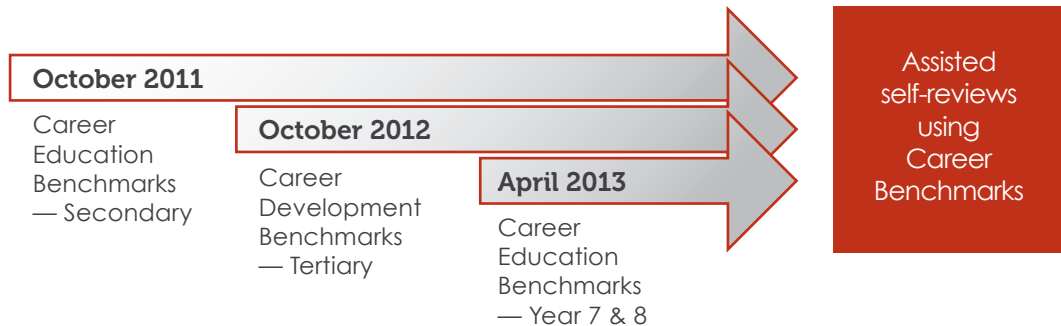 October 2011
Career
Education
Benchmarks
— Secondary
October 2012
Career
Development
Benchmarks
— Tertiary
April 2013
Career
Education
Benchmarks
— Year 7 & 8
Assisted
self-reviews
using
Career
Benchmarks